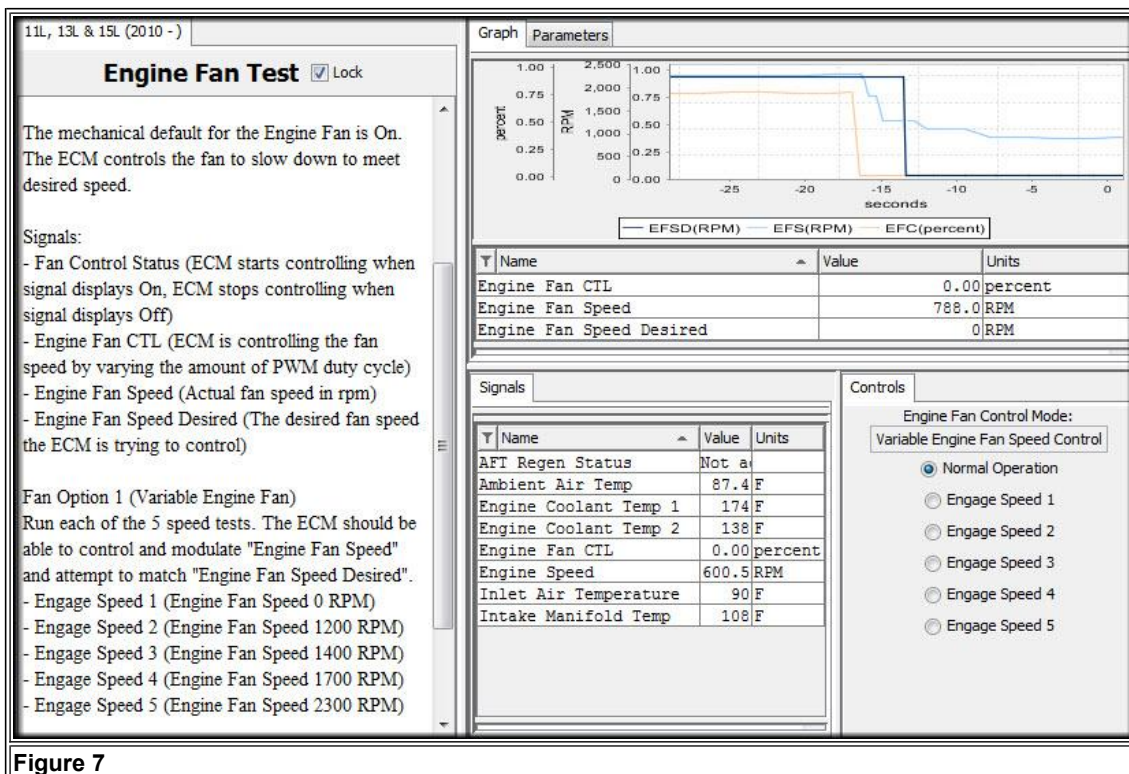 11L, 13L & 15L (2010 - )
Engine Fan Test Lock
The mechanical default for the Engine Fan is On.
The ECM controls the fan to slow down to meet
desired speed.
Signals:
- Fan Control Status (ECM starts controlling when
signal displays On, ECM stops controlling when
signal displays Off)
- Engine Fan CTL (ECM is controlling the fan
speed by varying the amount of PWM duty cycle)
- Engine Fan Speed (Actual fan speed in rpm)
- Engine Fan Speed Desired (The desired fan speed
the ECM is trying to control)
Fan Option 1 (Variable Engine Fan)
Run each of the 5 speed tests. The ECM should be
able to control and modulate "Engine Fan Speed"
and attempt to match "Engine Fan Speed Desired".
- Engage Speed 1 (Engine Fan Speed 0 RPM)
- Engage Speed 2 (Engine Fan Speed 1200 RPM)
- Engage Speed 3 (Engine Fan Speed 1400 RPM)
- Engage Speed 4 (Engine Fan Speed 1700 RPM)
- Engage Speed 5 (Engine Fan Speed 2300 RPM)
Graph Parameters
1.00 2,500 1.00
0.75 2,000 0.75
percent 0.50 RPM 1,500 0.50
1,000
0.25 500 0.25
0.00 0 0.00
-25 -20 -15 -10 -5 0
seconds
EFSD(RPM) EFS(RPM) EFC(percent)
Name Value Units
Engine Fan CTL 0.00 percent
Engine Fan Speed 788.0 RPM
Engine Fan Speed Desired 0 RPM
Signals
Name Value Units
AFT Regen Status Not a
Ambient Air Temp 87.4 F
Engine Coolant Temp 1 174 F
Engine Coolant Temp 2 138 F
Engine Fan CTL 0.00 percent
Engine Speed 600.5 RPM
Inlet Air Temperature 90 F
Intake Manifold Temp 108 F
Controls
Engine Fan Control Mode:
Variable Engine Fan Speed Control
Normal Operation
Engage Speed 1
Engage Speed 2
Engage Speed 3
Engage Speed 4
Engage Speed 5
Figure 7